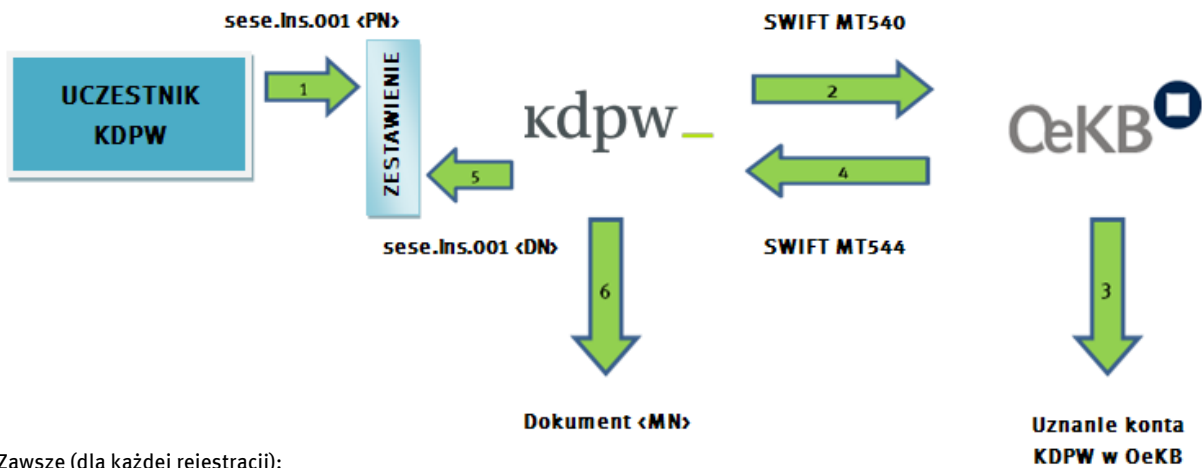 sese.Ins.001 <PN>
SWIFT MT540
UCZESTNIK
KDPW
1
ZESTAWIENIE
kdpw_
2
OeKB
5
4
sese.Ins.001 <DN>
SWIFT MT544
6
3
Dokument <MN>
Uznanie konta
KDPW w OeKB
Zawsze (dla każdej rejestracji):